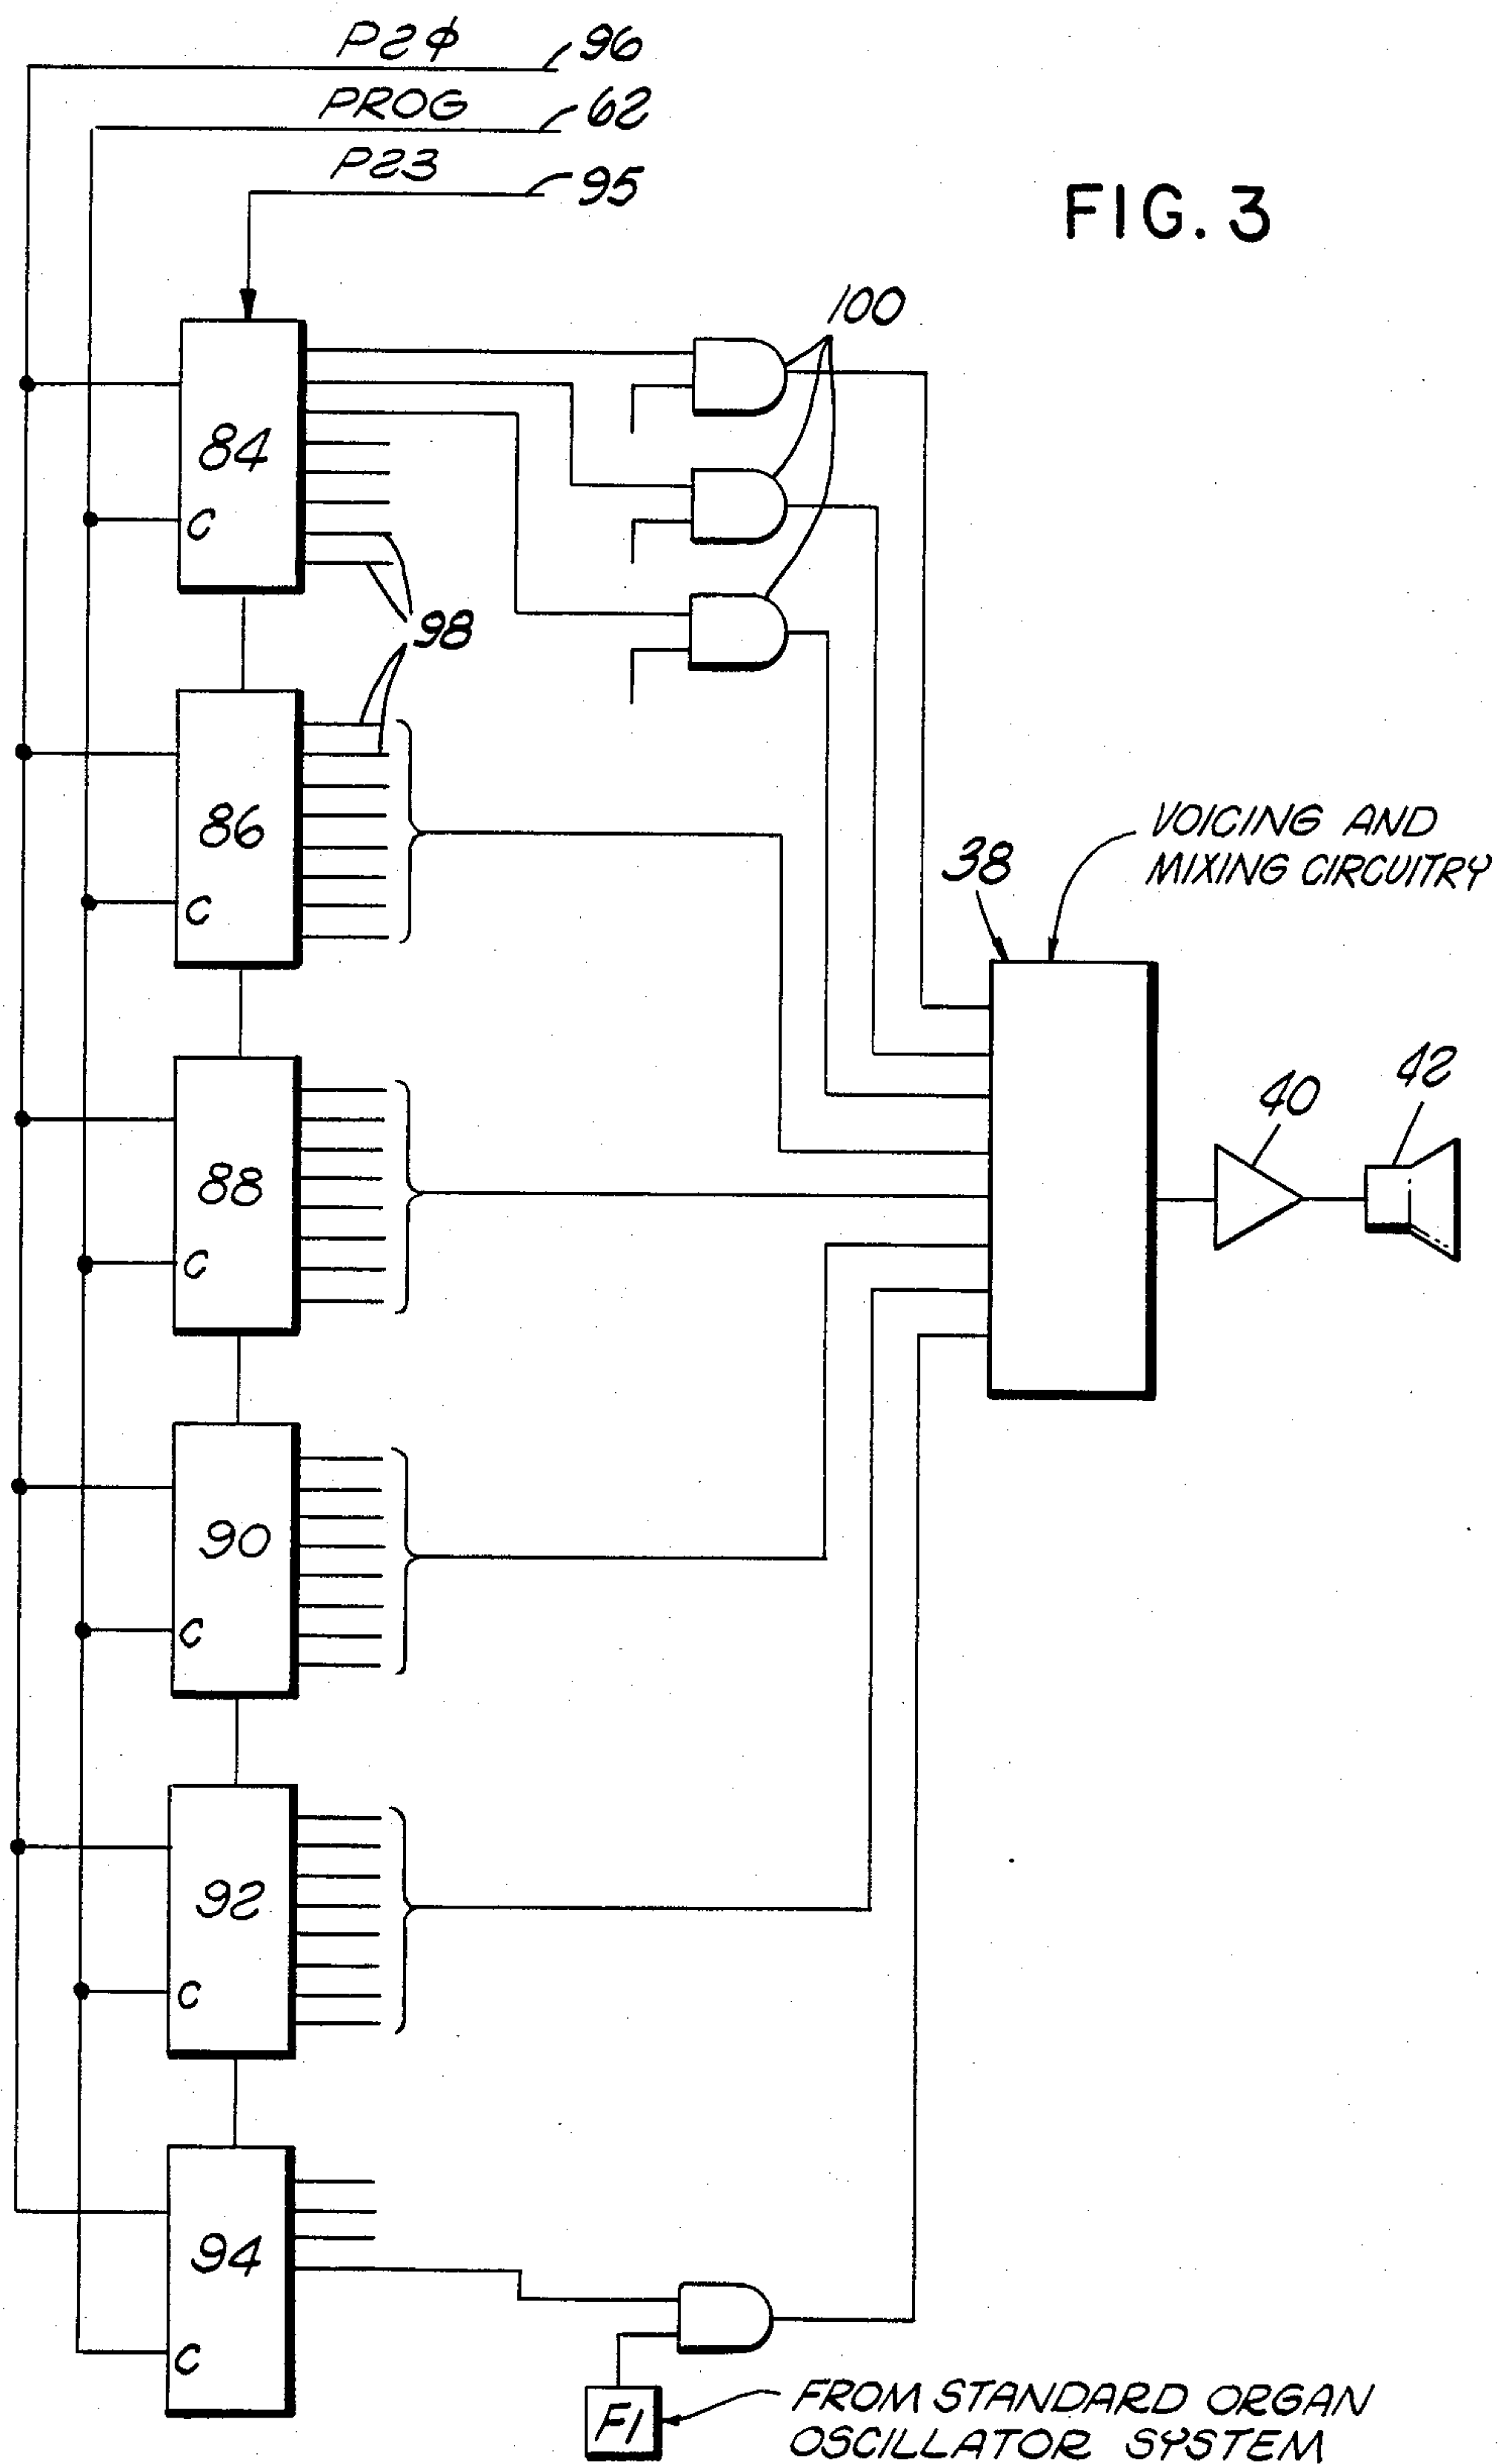 P2ϕ 96
PROG 62
P23 95
FIG. 3
100
84
C
98
86
C
VOICING AND
MIXING CIRCUITRY
38
40
42
88
C
90
C
92
C
94
C
F1
FROM STANDARD ORGAN
OSCILLATOR SYSTEM